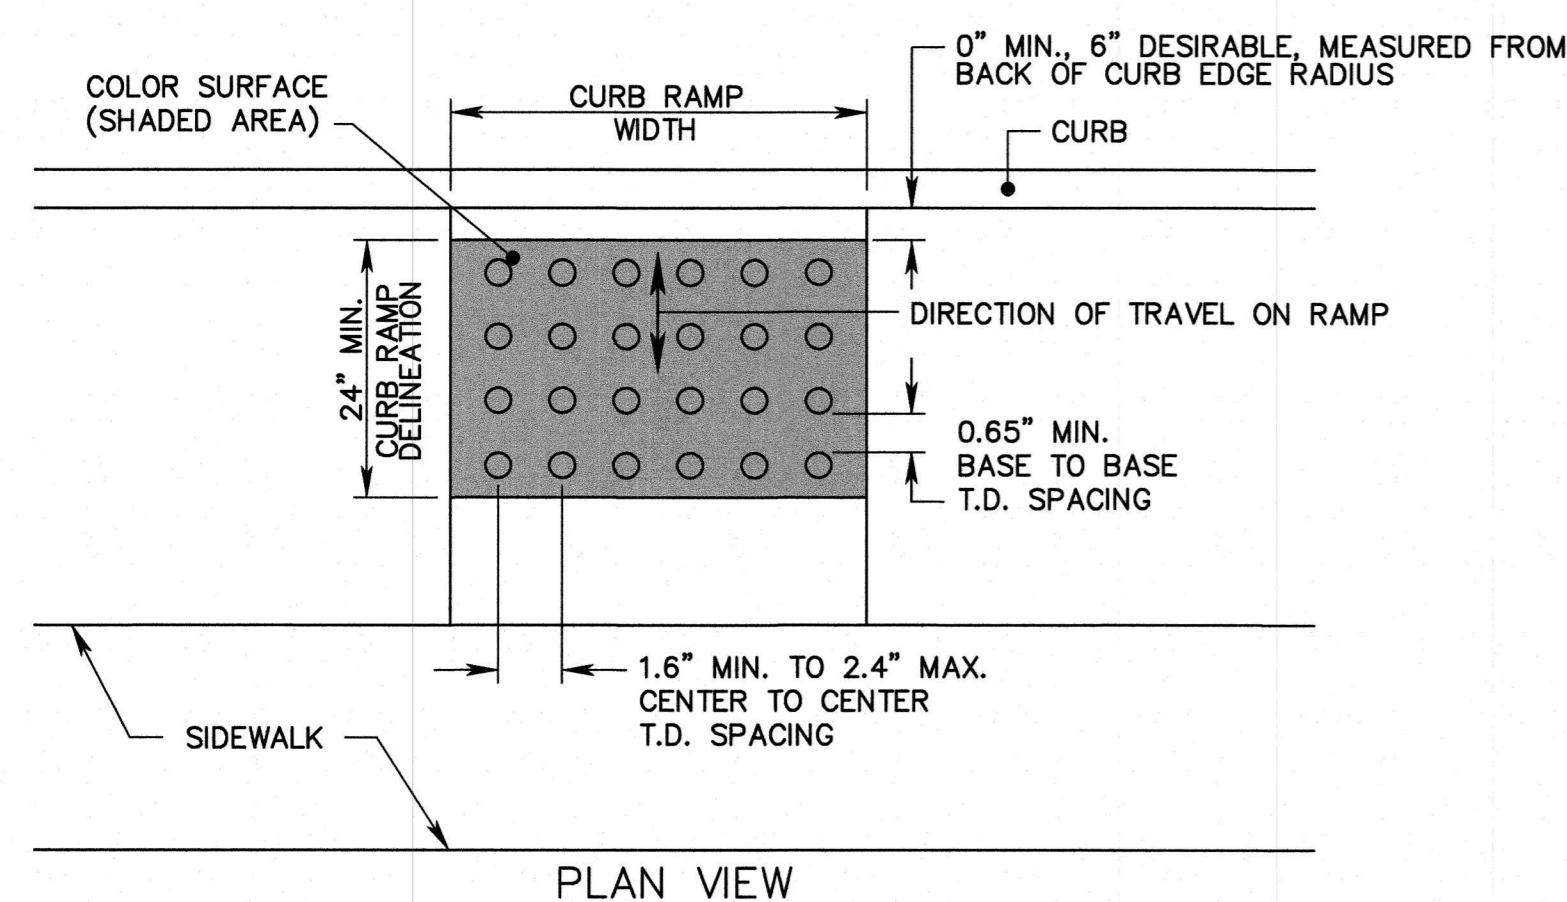 0” MIN., 6” DESIRABLE, MEASURED FROM
BACK OF CURB EDGE RADIUS
COLOR SURFACE
(SHADED AREA)
CURB RAMP
WIDTH
CURB
24” MIN.
CURB RAMP
DELINEATION
DIRECTION OF TRAVEL ON RAMP
0.65” MIN.
BASE TO BASE
T.D. SPACING
1.6” MIN. TO 2.4” MAX.
CENTER TO CENTER
T.D. SPACING
SIDEWALK
PLAN VIEW